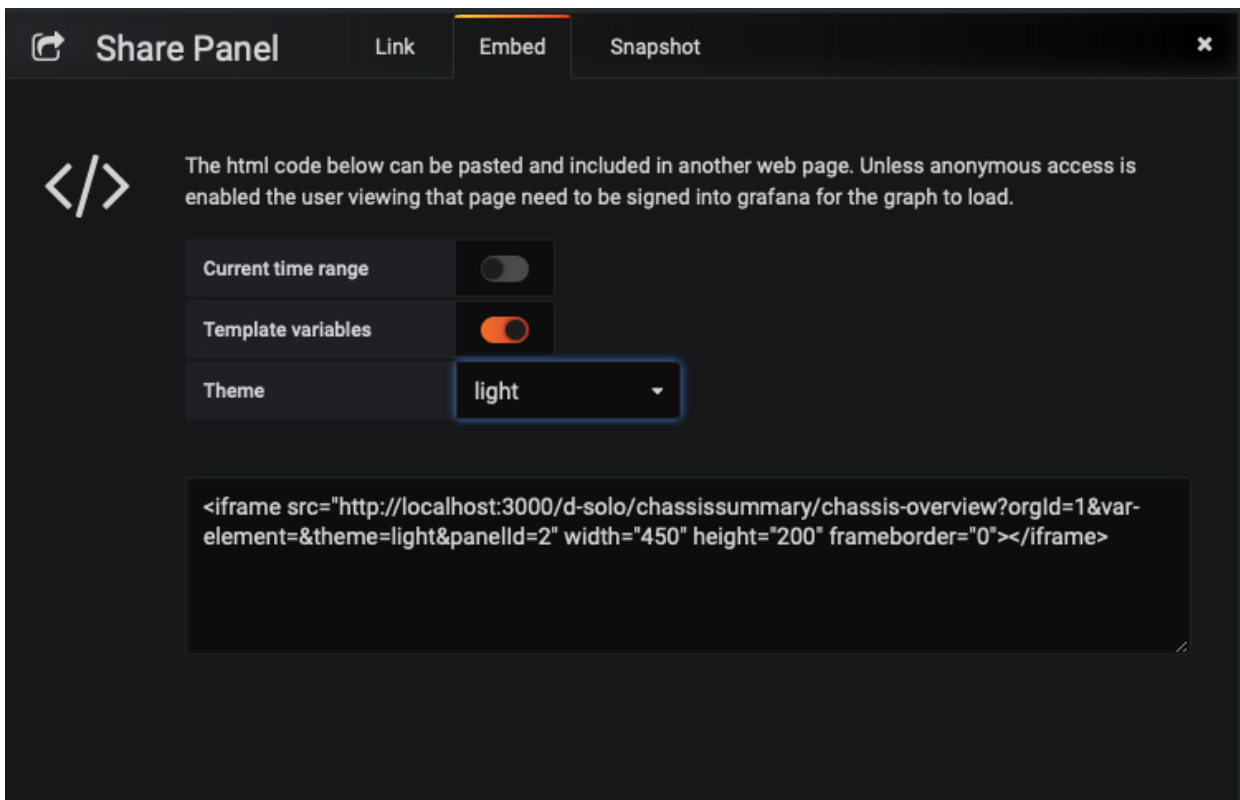 Share Panel Link Embed Snapshot
The html code below can be pasted and included in another web page. Unless anonymous access is
enabled the user viewing that page need to be signed into grafana for the graph to load.
Current time range
Template variables
Theme light
<iframe src="http://localhost:3000/d-solo/chassissummary/chassis-overview?orgId=1&var-
element=&theme=light&panelId=2" width="450" height="200" frameborder="0"></iframe>